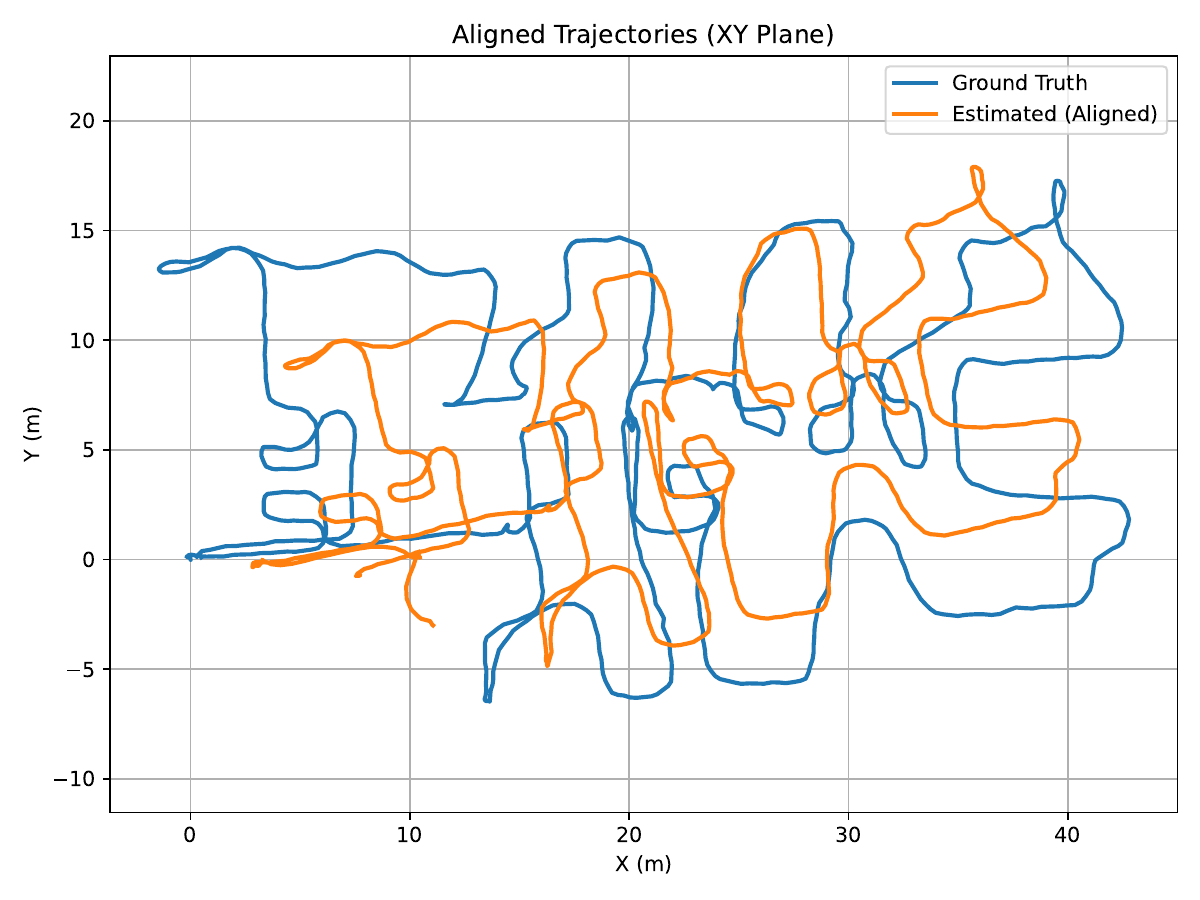 Aligned Trajectories (XY Plane)
Ground Truth
Estimated (Aligned)
20
15
10
5
0
−5
−10
Y (m)
0 10 20 30 40
X (m)